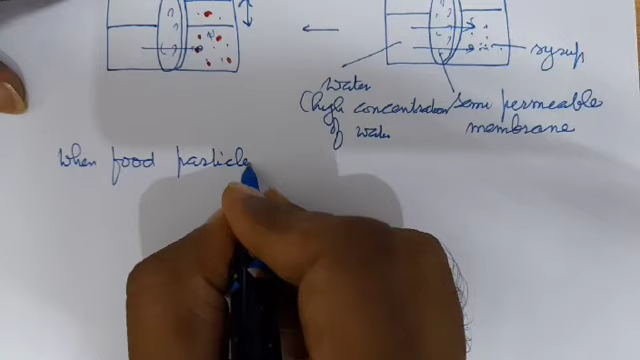 syrup
water
(high concentration
of water
semi permeable
membrane
when food particle